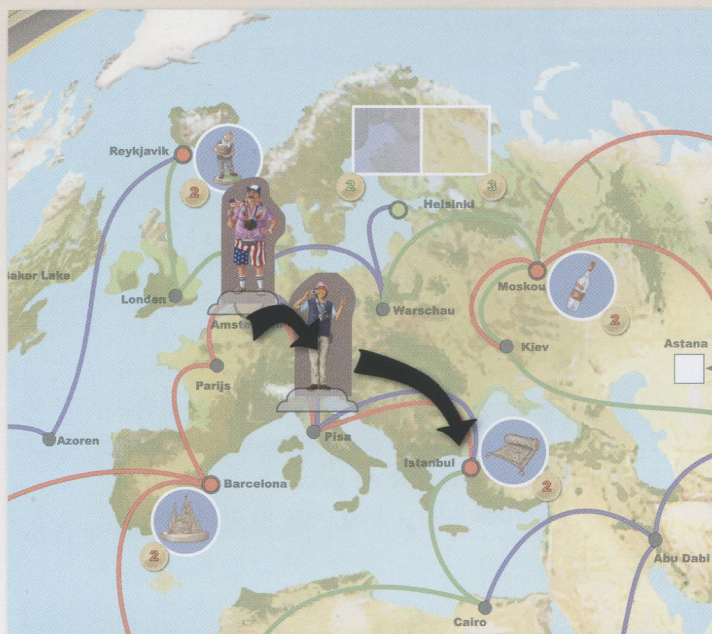 Reykjavik
2
2
3
Helsinki
Baker Lake
Londen
Amste
Warschau
Moskou
2
Kiev
Astana
Parijs
Azoren
Pisa
Istanbul
2
Barcelona
2
Abu Dabi
Cairo